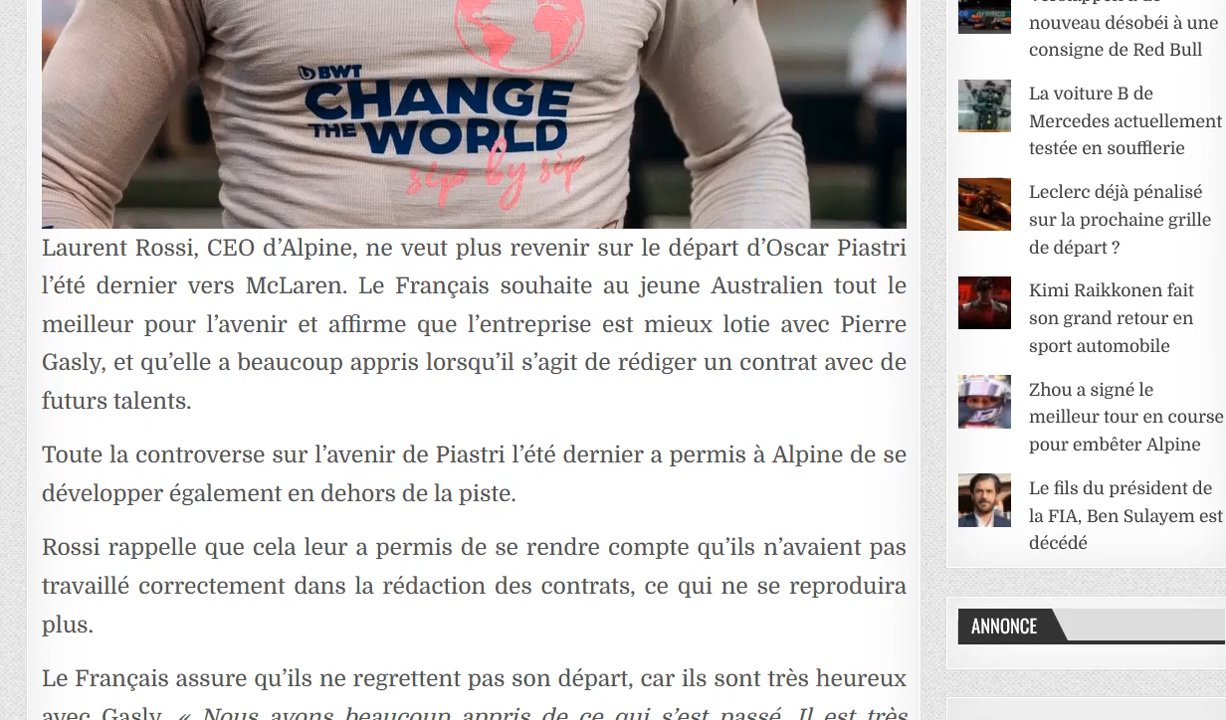 BWT
CHANGE
THE WORLD
sip by sip
Laurent Rossi, CEO d’Alpine, ne veut plus revenir sur le départ d’Oscar Piastri
l’été dernier vers McLaren. Le Français souhaite au jeune Australien tout le
meilleur pour l’avenir et affirme que l’entreprise est mieux lotie avec Pierre
Gasly, et qu’elle a beaucoup appris lorsqu’il s’agit de rédiger un contrat avec de
futurs talents.
Toute la controverse sur l’avenir de Piastri l’été dernier a permis à Alpine de se
développer également en dehors de la piste.
Rossi rappelle que cela leur a permis de se rendre compte qu’ils n’avaient pas
travaillé correctement dans la rédaction des contrats, ce qui ne se reproduira
plus.
Le Français assure qu’ils ne regrettent pas son départ, car ils sont très heureux
avec Gasly. « Nous avons beaucoup appris de ce qui s’est passé. Il est très
nouveau désobéi à une
consigne de Red Bull
La voiture B de
Mercedes actuellement
testée en soufflerie
Leclerc déjà pénalisé
sur la prochaine grille
de départ ?
Kimi Raikkonen fait
son grand retour en
sport automobile
Zhou a signé le
meilleur tour en course
pour embêter Alpine
Le fils du président de
la FIA, Ben Sulayem est
décédé
ANNONCE